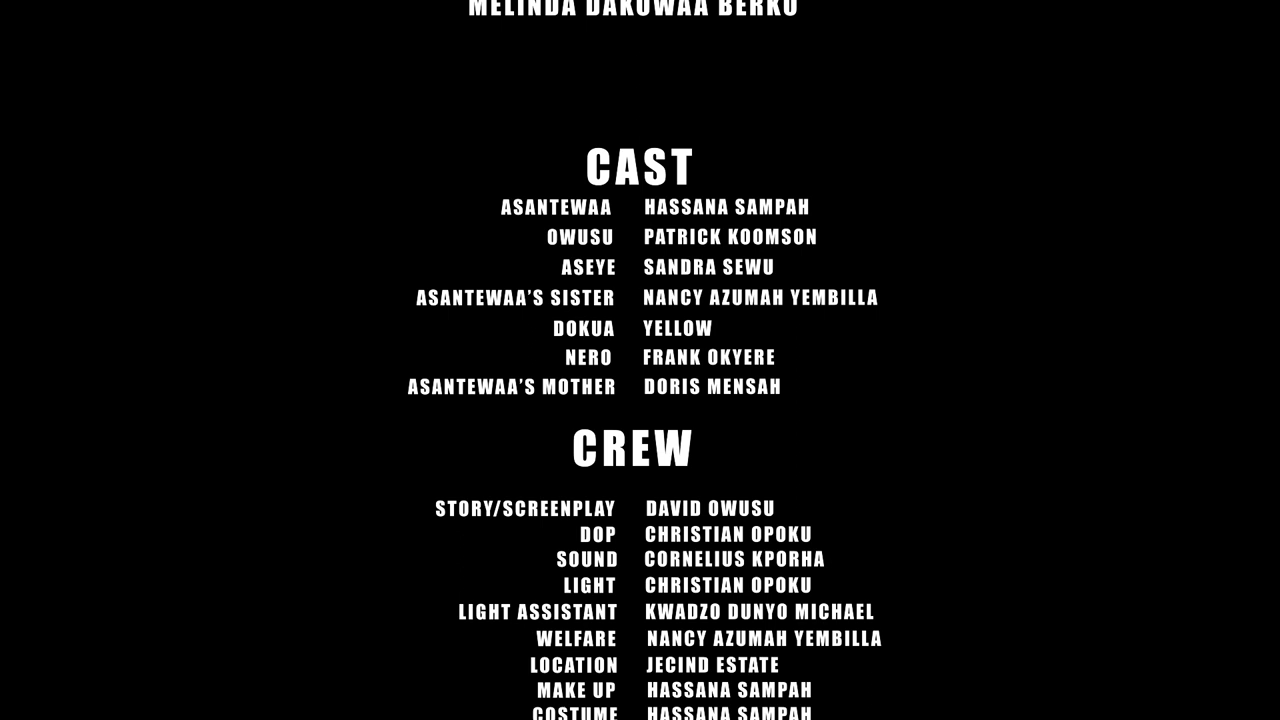 MELINDA DAKOWAA BERKO
CAST
ASANTEWAA HASSANA SAMPAH
OWUSU PATRICK KOOMSON
ASEYE SANDRA SEWU
ASANTEWAA'S SISTER NANCY AZUMAH YEMBILLA
DOKUA YELLOW
NERO FRANK OKYERE
ASANTEWAA'S MOTHER DORIS MENSAH
CREW
STORY/SCREENPLAY DAVID OWUSU
DOP CHRISTIAN OPOKU
SOUND CORNELIUS KPORHA
LIGHT CHRISTIAN OPOKU
LIGHT ASSISTANT KWADZO DUNYO MICHAEL
WELFARE NANCY AZUMAH YEMBILLA
LOCATION JECIND ESTATE
MAKE UP HASSANA SAMPAH
COSTUME HASSANA SAMPAH